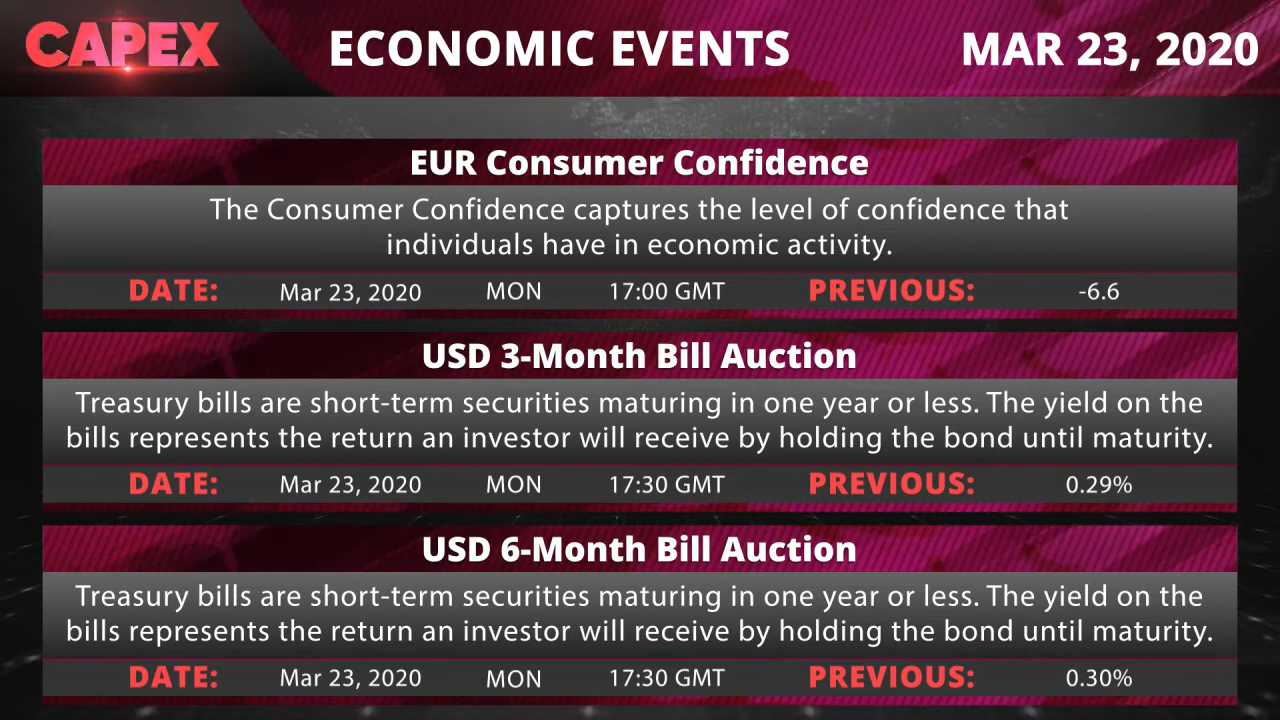 CAPEX ECONOMIC EVENTS MAR 23, 2020
EUR Consumer Confidence
The Consumer Confidence captures the level of confidence that
individuals have in economic activity.
DATE: Mar 23, 2020 MON 17:00 GMT PREVIOUS: -6.6
USD 3-Month Bill Auction
Treasury bills are short-term securities maturing in one year or less. The yield on the
bills represents the return an investor will receive by holding the bond until maturity.
DATE: Mar 23, 2020 MON 17:30 GMT PREVIOUS: 0.29%
USD 6-Month Bill Auction
Treasury bills are short-term securities maturing in one year or less. The yield on the
bills represents the return an investor will receive by holding the bond until maturity.
DATE: Mar 23, 2020 MON 17:30 GMT PREVIOUS: 0.30%